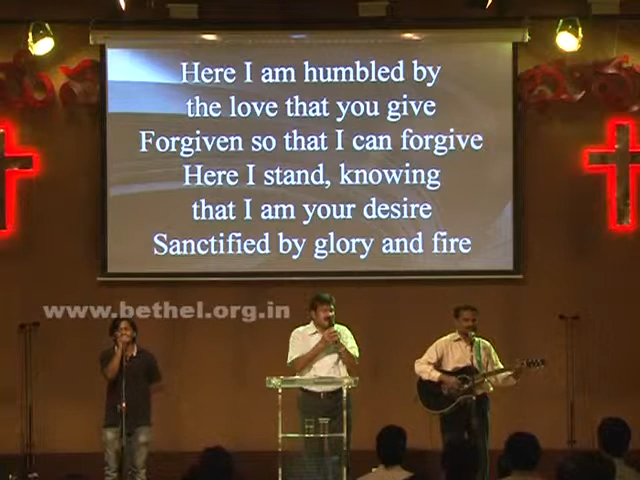 Here I am humbled by
the love that you give
Forgiven so that I can forgive
Here I stand, knowing
that I am your desire
Sanctified by glory and fire
www.bethel.org.in